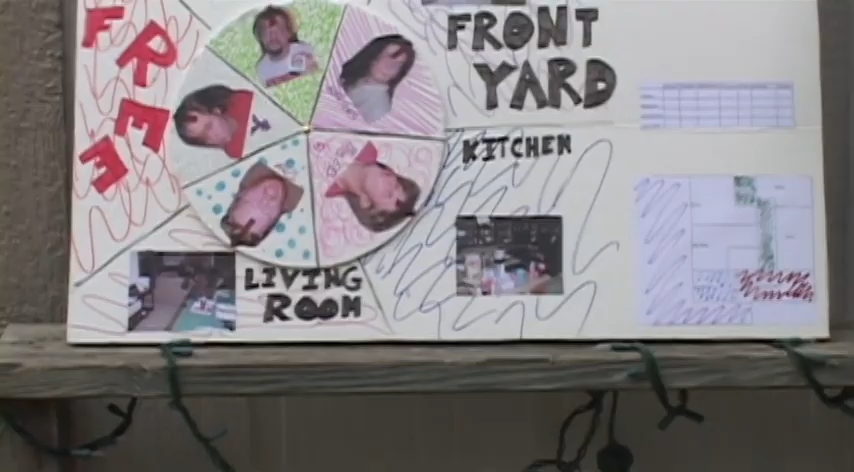 FREE
FRONT
YARD
KITCHEN
LIVING
ROOM